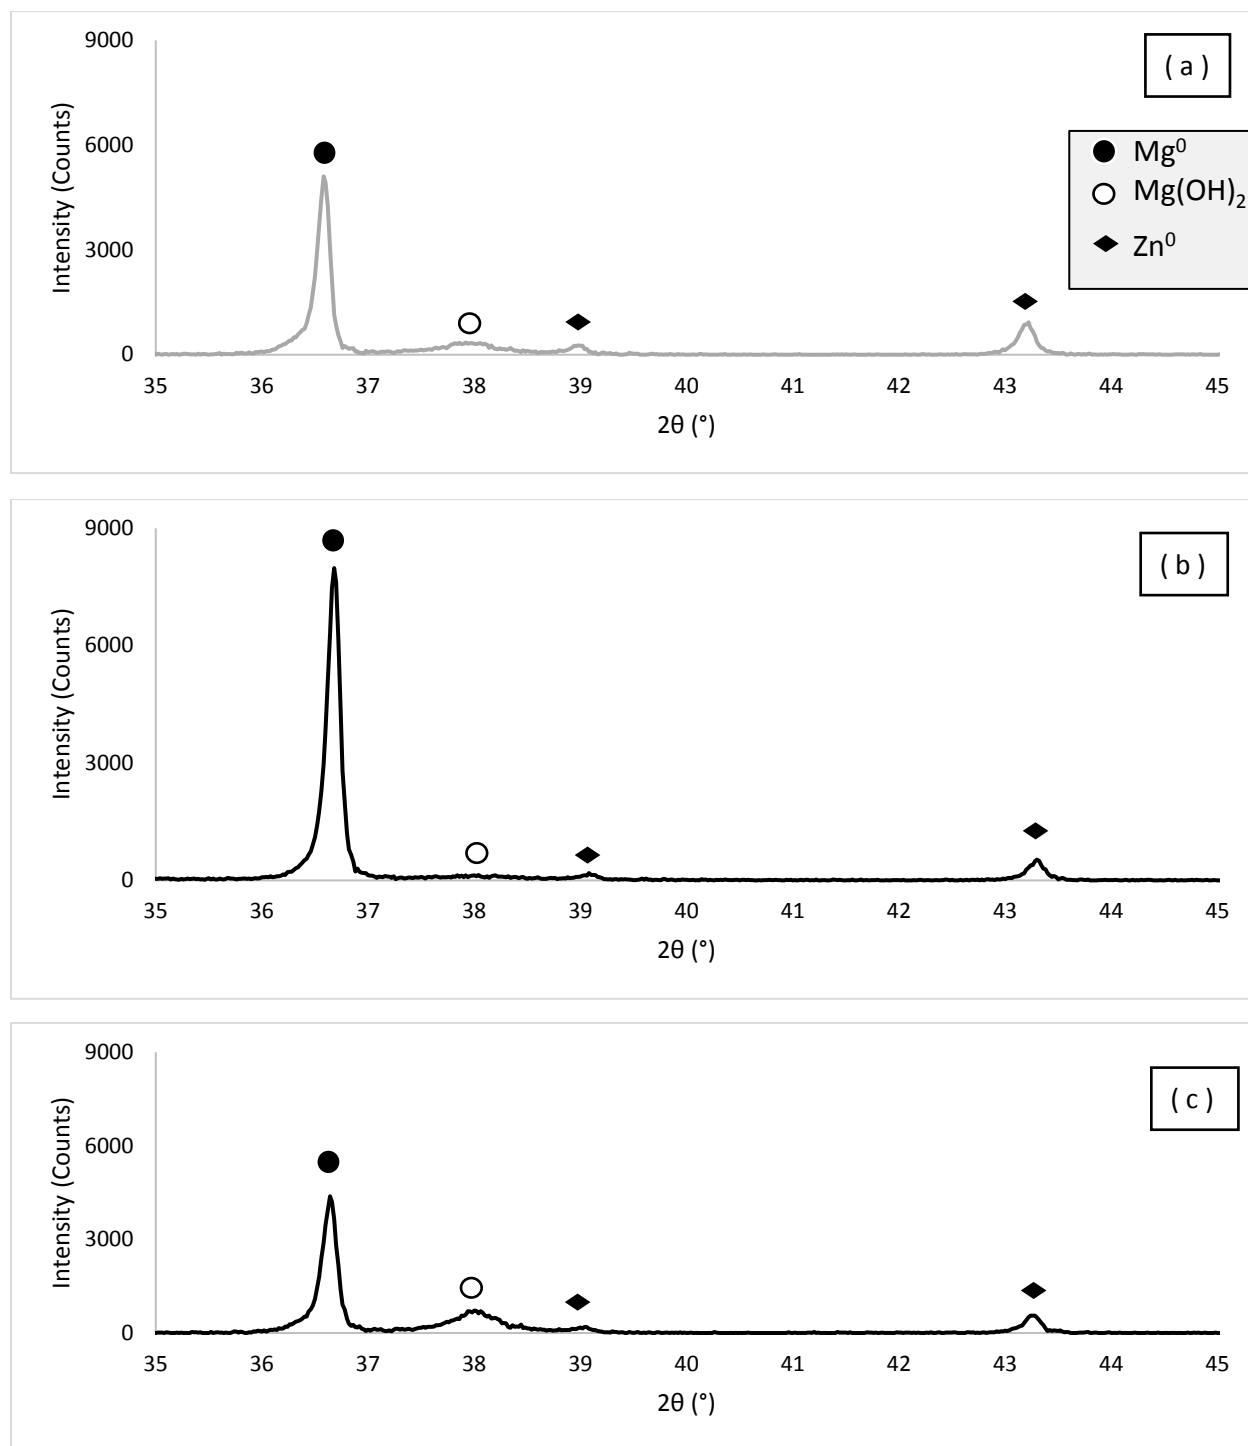 9000
( a )
6000
3000
0
Intensity (Counts)
● Mg⁰
○ Mg(OH)₂
◆ Zn⁰
35 36 37 38 39 40 41 42 43 44 45
2θ (°)
9000
( b )
6000
3000
0
Intensity (Counts)
35 36 37 38 39 40 41 42 43 44 45
2θ (°)
9000
( c )
6000
3000
0
Intensity (Counts)
35 36 37 38 39 40 41 42 43 44 45
2θ (°)